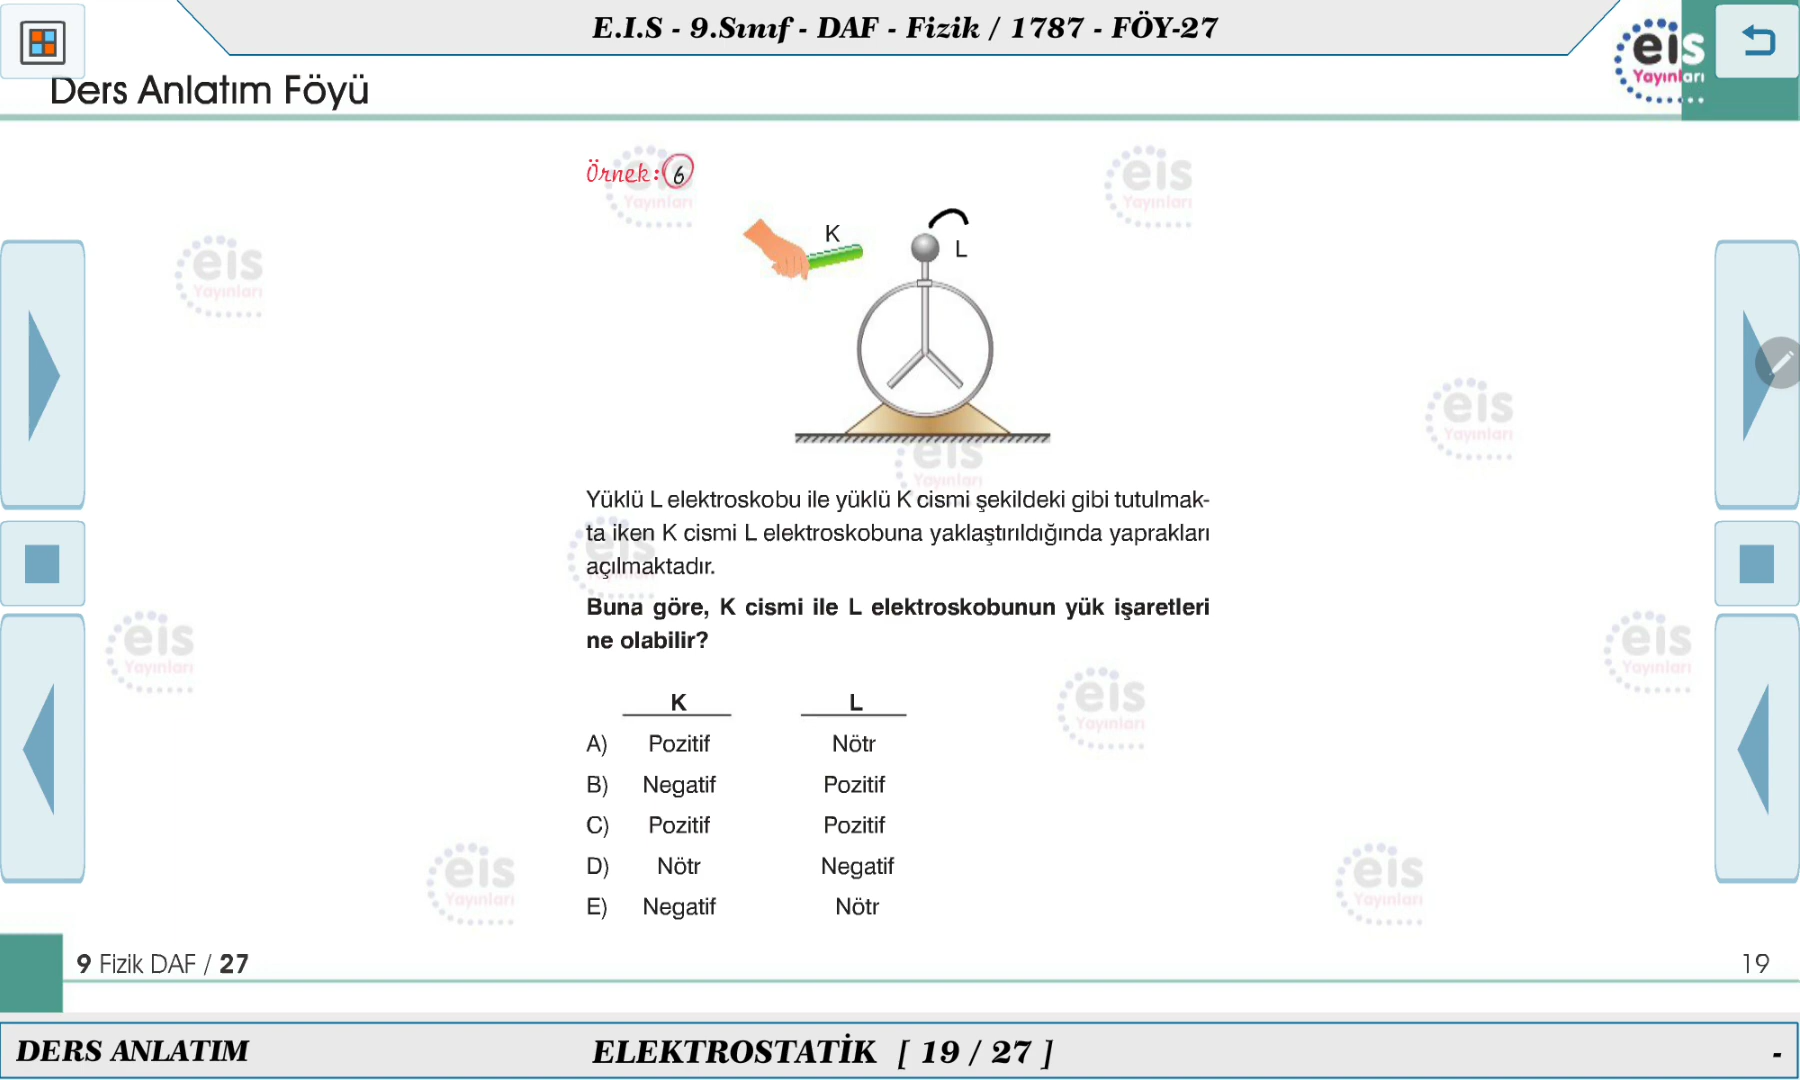 E.I.S - 9.Sınıf - DAF - Fizik / 1787 - FÖY-27
eis
Yayınları
Ders Anlatım Föyü
Örnek: 6
K
L
Yüklü L elektroskobu ile yüklü K cismi şekildeki gibi tutulmak-
ta iken K cismi L elektroskobuna yaklaştırıldığında yaprakları
açılmaktadır.
Buna göre, K cismi ile L elektroskobunun yük işaretleri
ne olabilir?
K L
A) Pozitif Nötr
B) Negatif Pozitif
C) Pozitif Pozitif
D) Nötr Negatif
E) Negatif Nötr
9 Fizik DAF / 27
19
DERS ANLATIM
ELEKTROSTATİK [ 19 / 27 ]
-